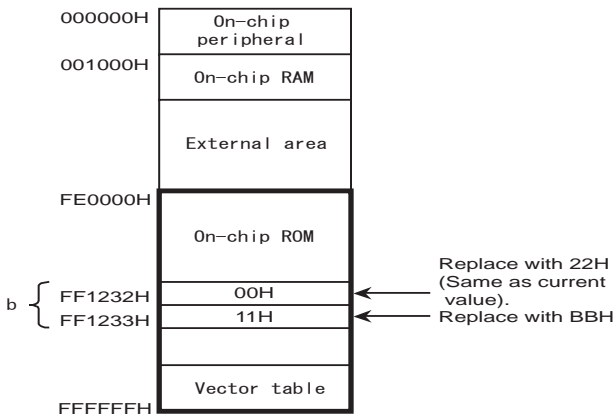 000000H
On-chip
peripheral
001000H
On-chip RAM
External area
FE0000H
On-chip ROM
Replace with 22H
(Same as current
value).
b
FF1232H
00H
FF1233H
11H
Replace with BBH
Vector table
FFFFFFH